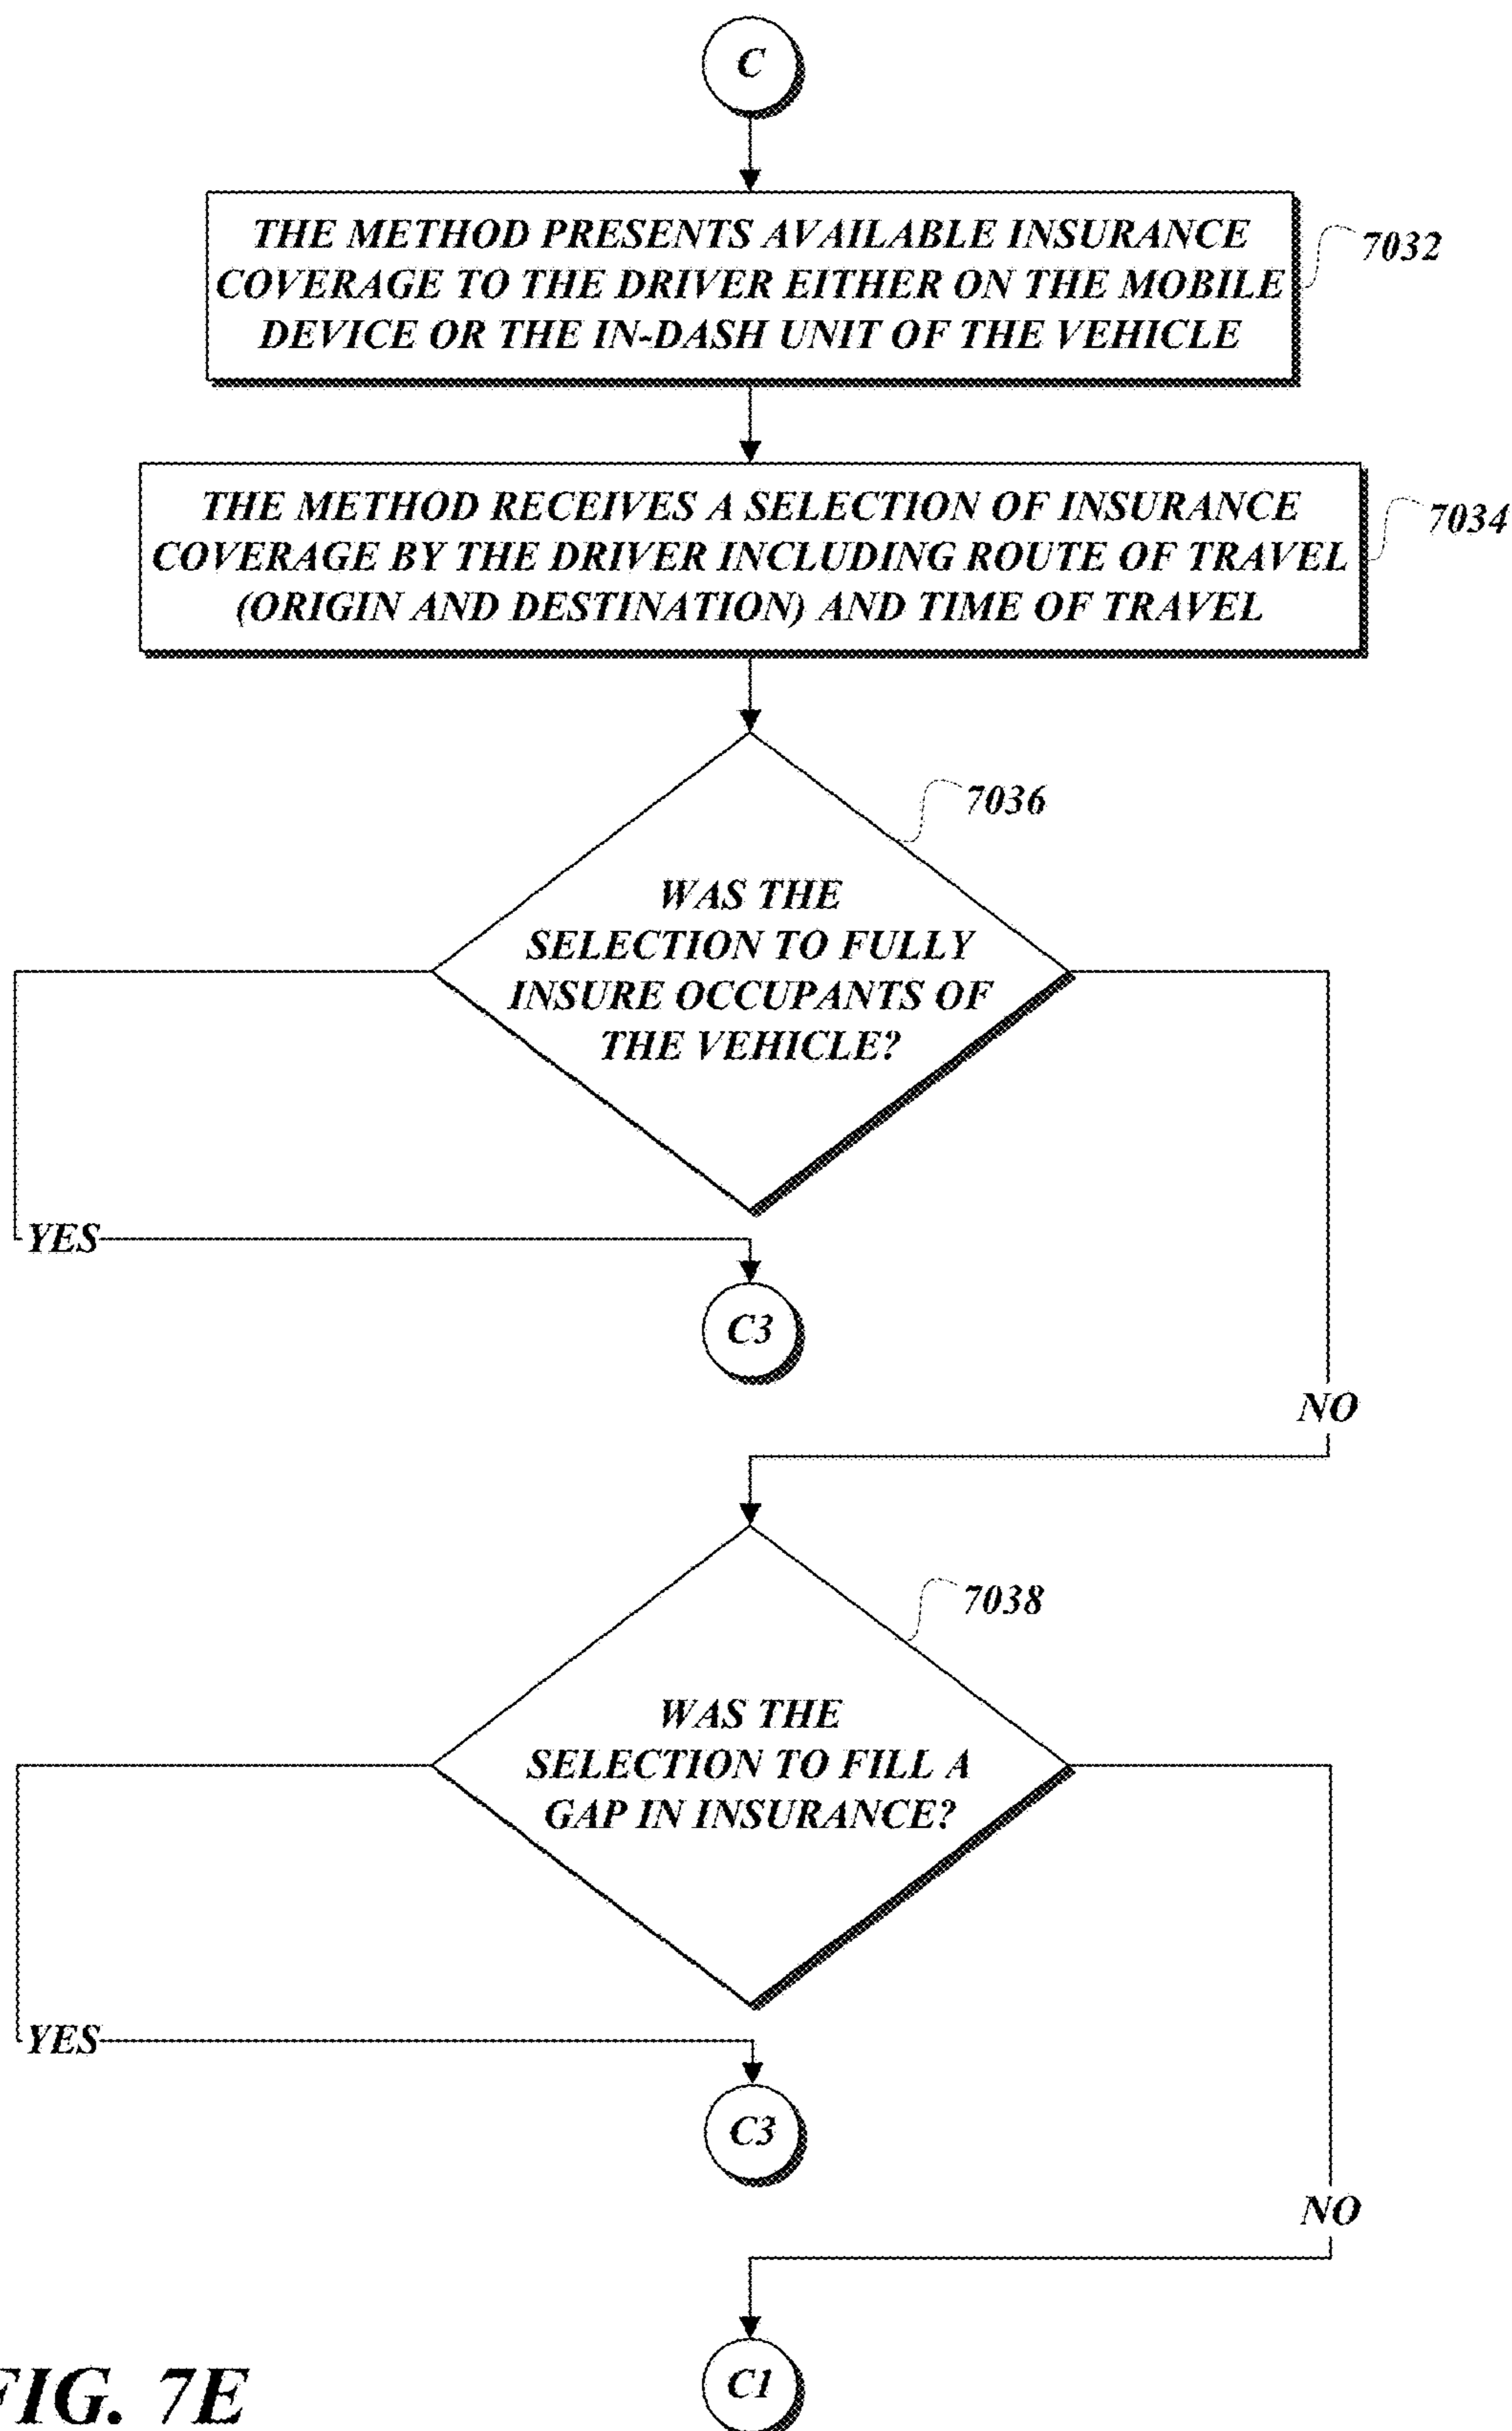 C
THE METHOD PRESENTS AVAILABLE INSURANCE
COVERAGE TO THE DRIVER EITHER ON THE MOBILE
DEVICE OR THE IN-DASH UNIT OF THE VEHICLE
7032
THE METHOD RECEIVES A SELECTION OF INSURANCE
COVERAGE BY THE DRIVER INCLUDING ROUTE OF TRAVEL
(ORIGIN AND DESTINATION) AND TIME OF TRAVEL
7034
7036
WAS THE
SELECTION TO FULLY
INSURE OCCUPANTS OF
THE VEHICLE?
YES
C3
NO
7038
WAS THE
SELECTION TO FILL A
GAP IN INSURANCE?
YES
C3
NO
C1
FIG. 7E